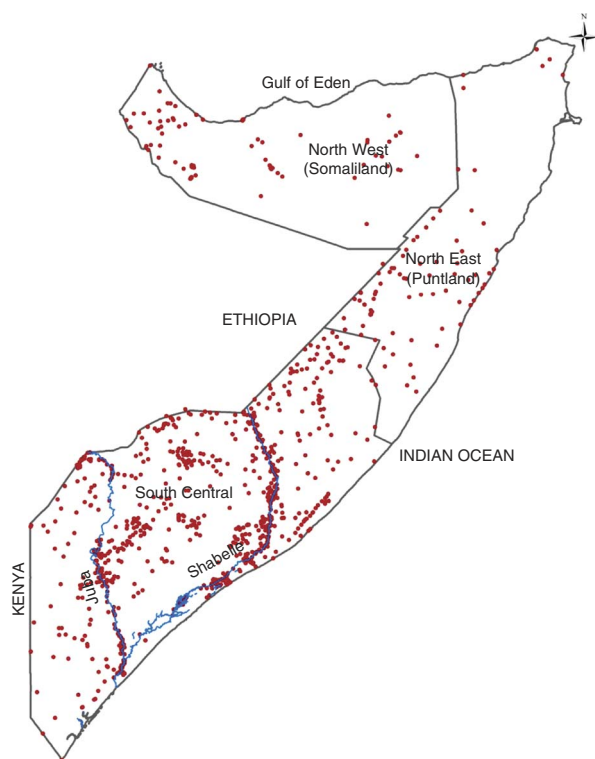 N
Gulf of Eden
North West
(Somaliland)
North East
(Puntland)
ETHIOPIA
INDIAN OCEAN
South Central
Shabelle
Juba
KENYA